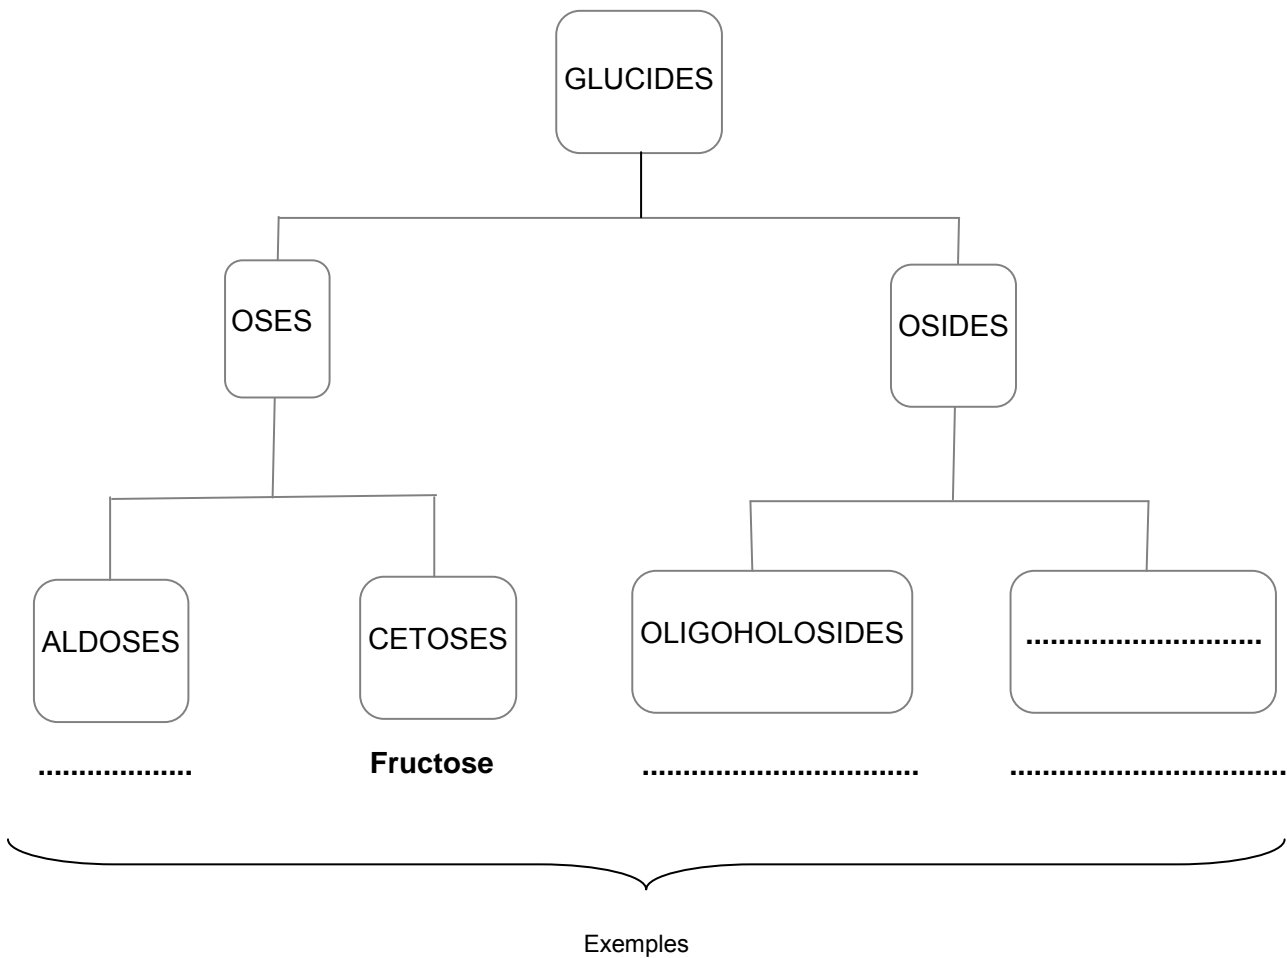 GLUCIDES
OSES
OSIDES
ALDOSES
CETOSES
OLIGOHOLOSIDES
.............................
...................
Fructose
..................................
..................................
Exemples